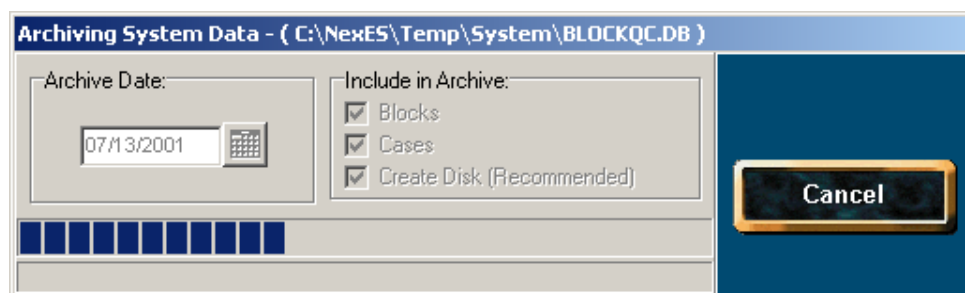 Archiving System Data - ( C:\NexES\Temp\System\BLOCKQC.DB )
Archive Date:
07/13/2001
Include in Archive:
Blocks
Cases
Create Disk (Recommended)
Cancel